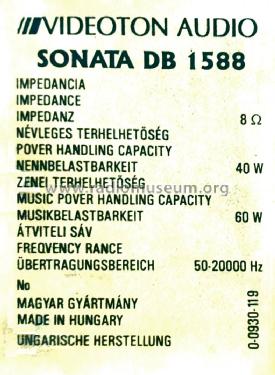 VIDEOTON AUDIO
SONATA DB 1588
IMPEDANCIA
IMPEDANCE
IMPEDANZ 8 Ω
NÉVLEGES TERHELHETŐSÉG
POVER HANDLING CAPACITY
NENNBELASTBARKEIT 40 W
ZENEI TERHELHETŐSÉG
MUSIC POVER HANDLING CAPACITY
MUSIKBELASTBARKEIT 60 W
ÁTVITELI SÁV
FREQVENCY RANCE
ÜBERTRAGUNGSBEREICH 50-20000 Hz
No
MAGYAR GYÁRTMÁNY
MADE IN HUNGARY
UNGARISCHE HERSTELLUNG
0-0930-119
www.radiomuseum.org